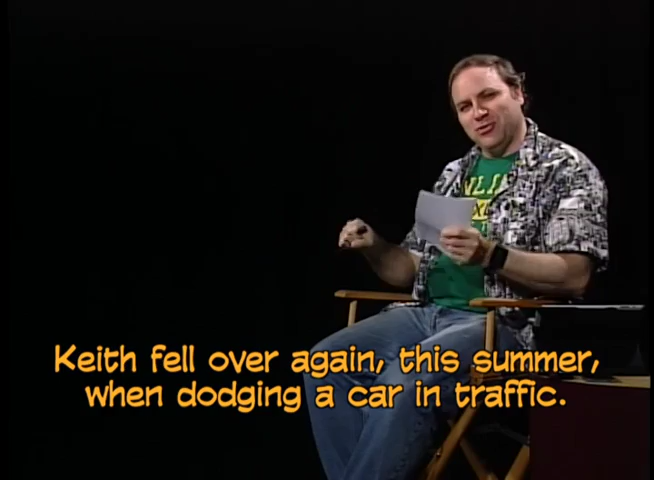 Keith fell over again, this summer,
when dodging a car in traffic.